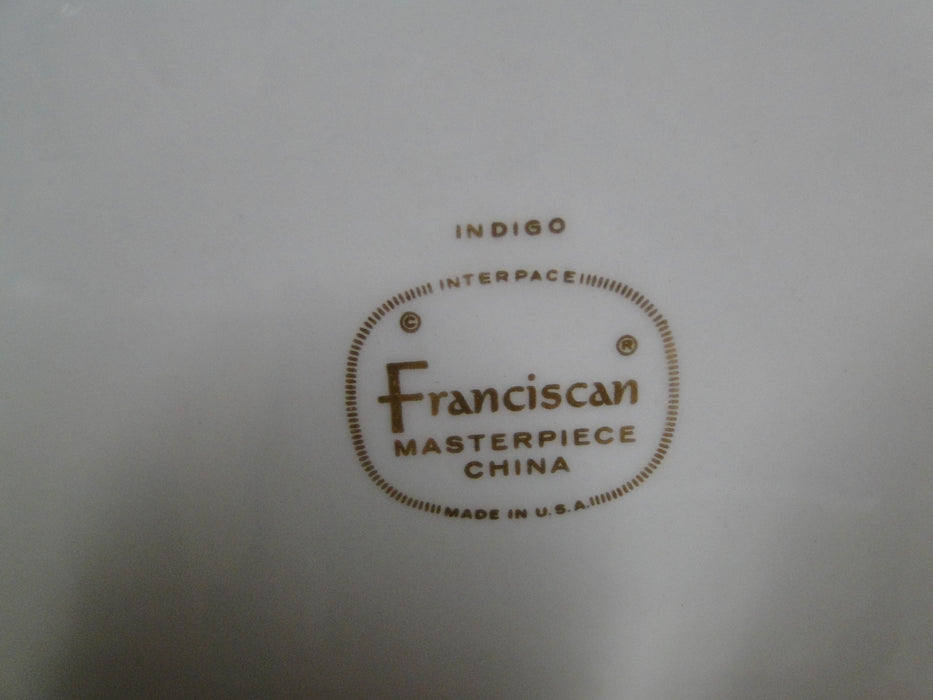 INDIGO
INTERPACE
©
®
Franciscan
MASTERPIECE
CHINA
MADE IN U.S.A.